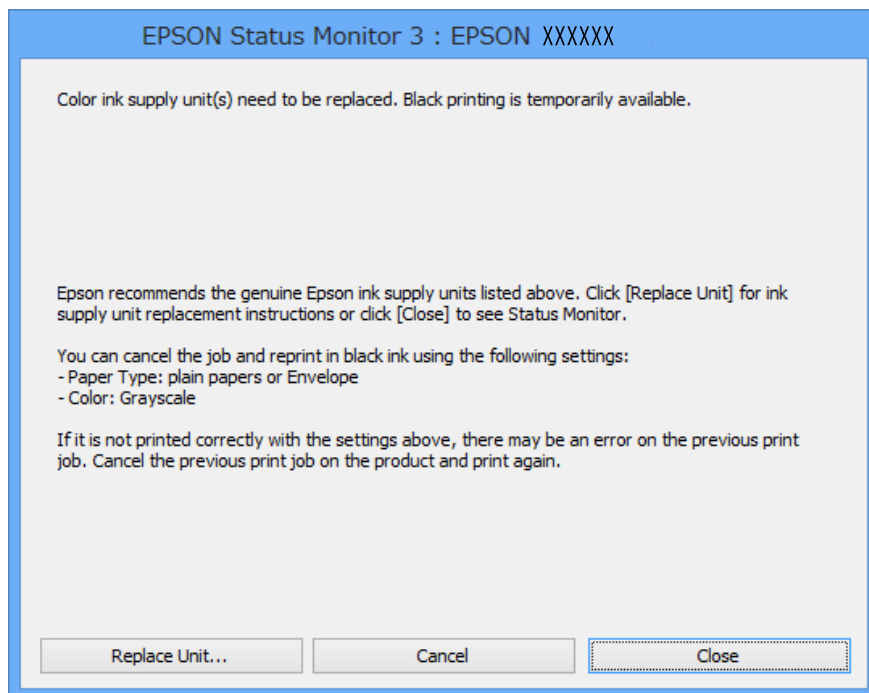 EPSON Status Monitor 3 : EPSON XXXXXX
Color ink supply unit(s) need to be replaced. Black printing is temporarily available.
Epson recommends the genuine Epson ink supply units listed above. Click [Replace Unit] for ink
supply unit replacement instructions or click [Close] to see Status Monitor.
You can cancel the job and reprint in black ink using the following settings:
- Paper Type: plain papers or Envelope
- Color: Grayscale
If it is not printed correctly with the settings above, there may be an error on the previous print
job. Cancel the previous print job on the product and print again.
Replace Unit... Cancel Close